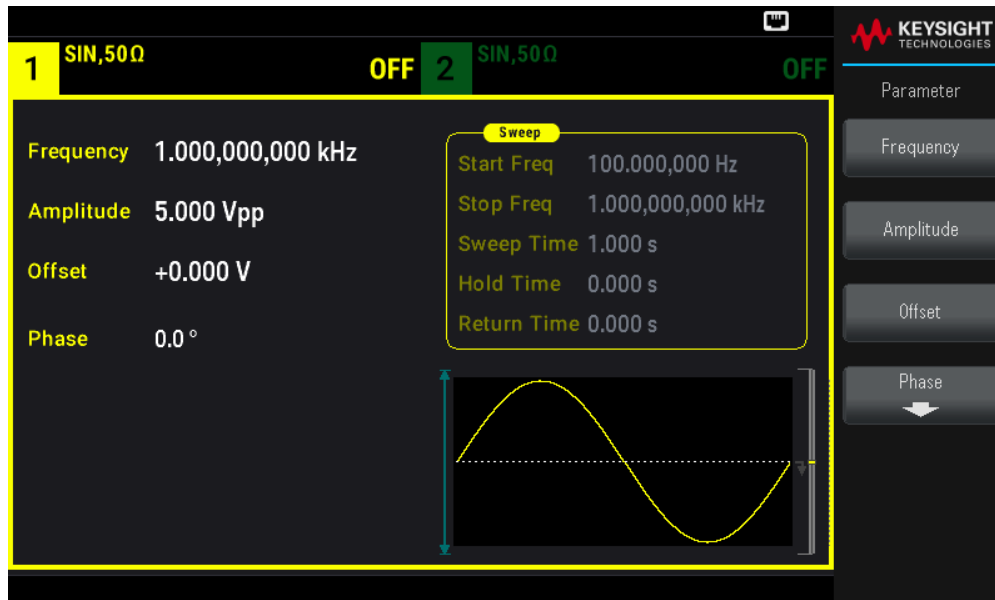 KEYSIGHT
TECHNOLOGIES
1 SIN,50Ω OFF 2 SIN,50Ω OFF
Parameter
Frequency 1.000,000,000 kHz
Amplitude 5.000 Vpp
Offset +0.000 V
Phase 0.0 °
Sweep
Start Freq 100.000,000 Hz
Stop Freq 1.000,000,000 kHz
Sweep Time 1.000 s
Hold Time 0.000 s
Return Time 0.000 s
Frequency
Amplitude
Offset
Phase